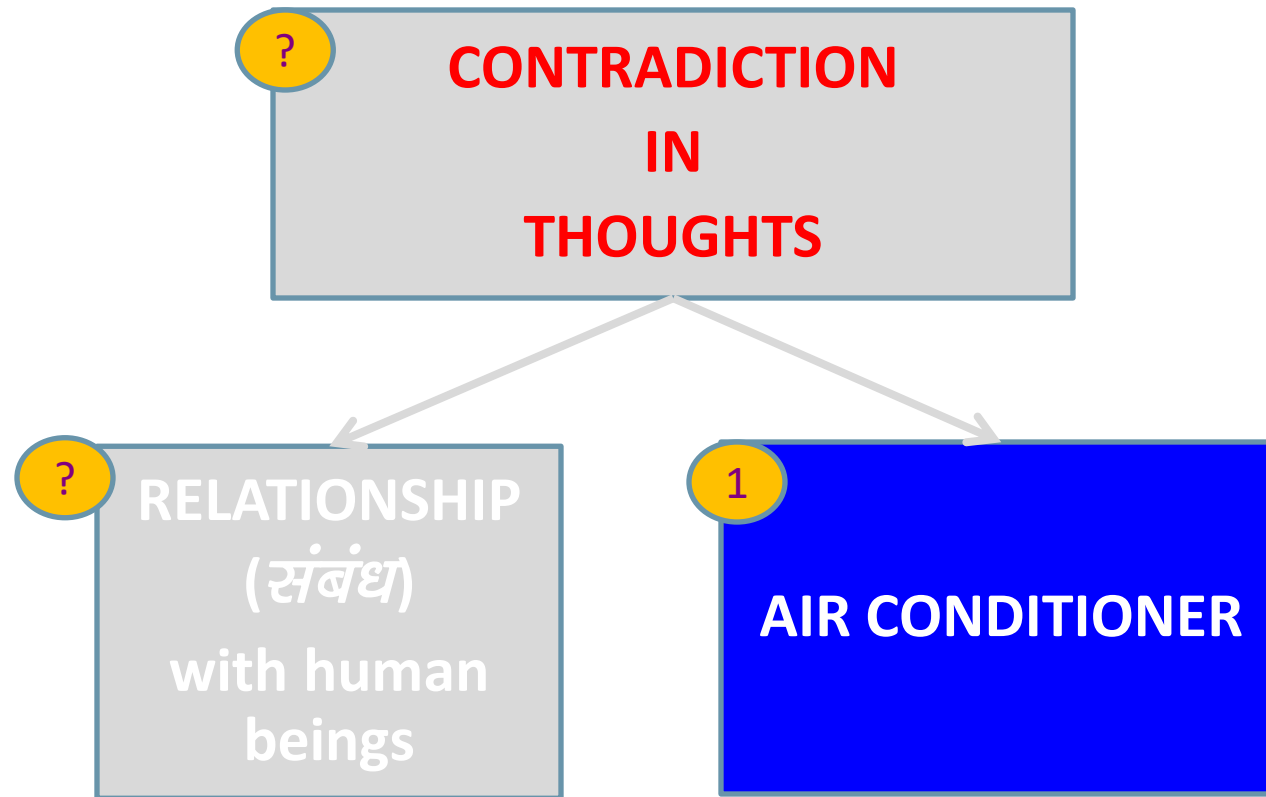 ?
CONTRADICTION
IN
THOUGHTS
?
RELATIONSHIP
(संबंध)
with human
beings
1
AIR CONDITIONER